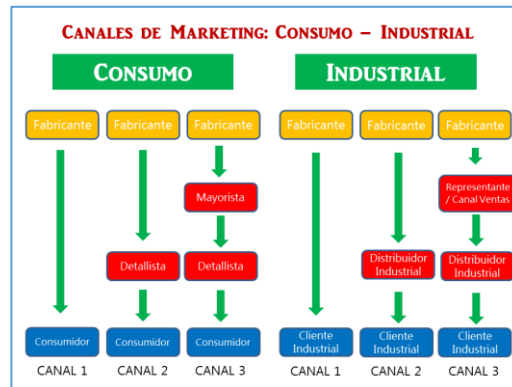 CANALES DE MARKETING: CONSUMO – INDUSTRIAL
CONSUMO
INDUSTRIAL
Fabricante Fabricante Fabricante Fabricante Fabricante Fabricante
Mayorista
Representante
/ Canal Ventas
Detallista Detallista
Distribuidor
Industrial
Distribuidor
Industrial
Consumidor Consumidor Consumidor
Cliente
Industrial
Cliente
Industrial
Cliente
Industrial
CANAL 1 CANAL 2 CANAL 3 CANAL 1 CANAL 2 CANAL 3